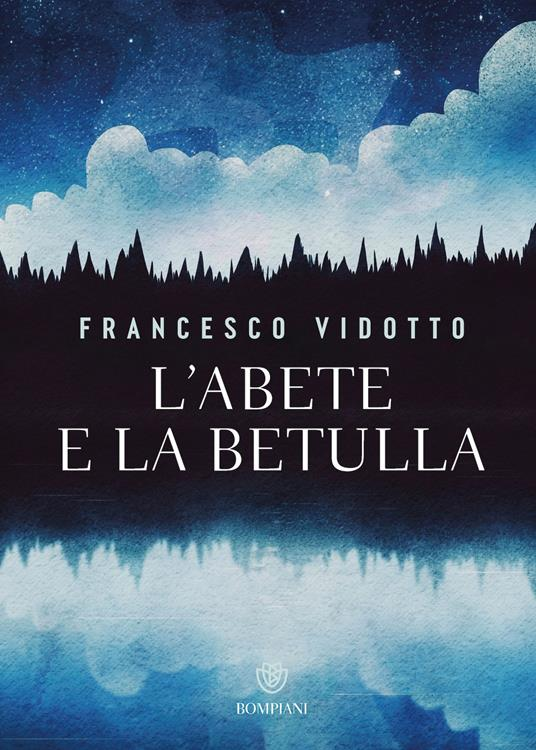 FRANCESCO VIDOTTO
L'ABETE
E LA BETULLA
BOMPIANI